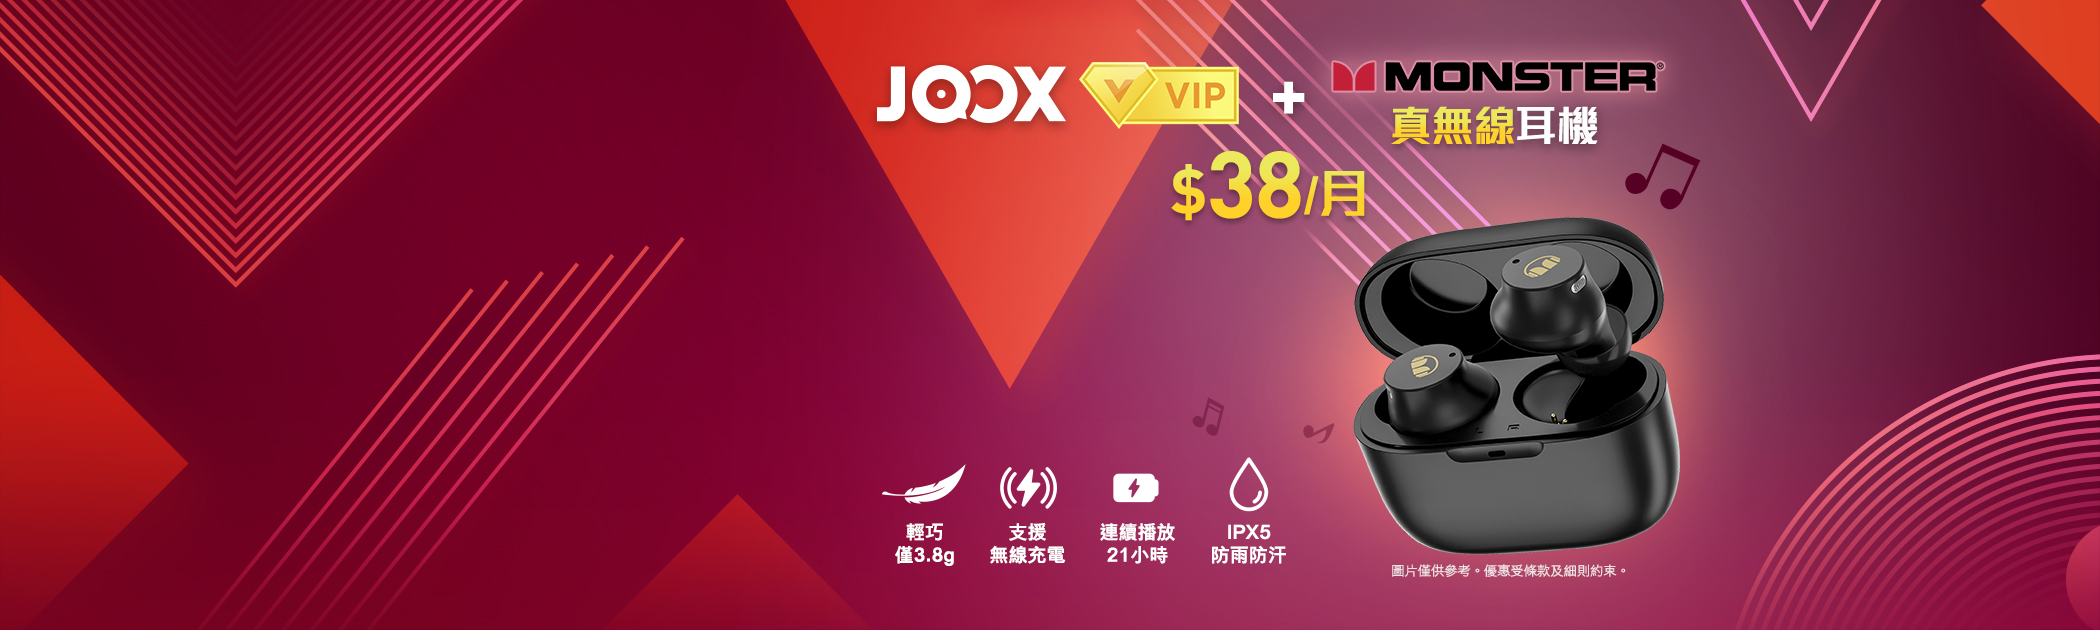 JOOX VIP + MONSTER®
真無線耳機
$38/月
輕巧
僅3.8g
支援
無線充電
連續播放
21小時
IPX5
防雨防汗
圖片僅供參考。優惠受條款及細則約束。